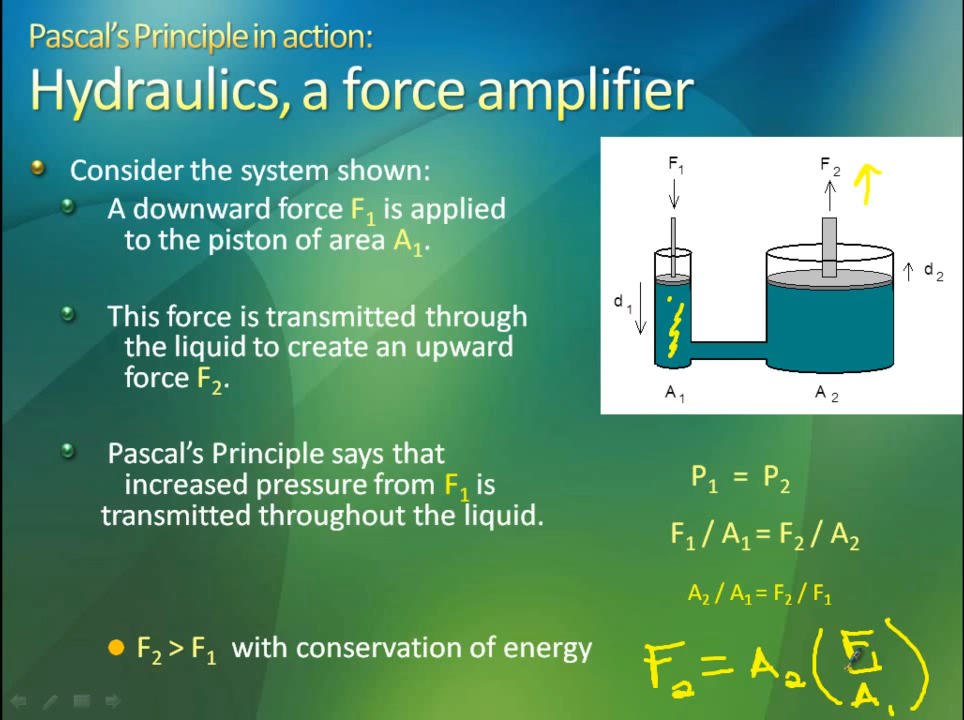 Pascal's Principle in action:
Hydraulics, a force amplifier
Consider the system shown:
A downward force F₁ is applied
to the piston of area A₁.
This force is transmitted through
the liquid to create an upward
force F₂.
Pascal's Principle says that
increased pressure from F₁ is
transmitted throughout the liquid.
F₂ > F₁ with conservation of energy
F₁
F₂
d₁
d₂
A₁
A₂
P₁ = P₂
F₁ / A₁ = F₂ / A₂
A₂ / A₁ = F₂ / F₁
F₂ = A₂ (F₁/A₁)